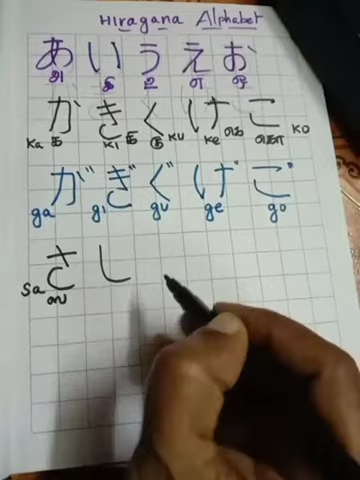 Hiragana Alphabet
あ い う え お
அ இ உ எ ஒ
か き く け こ
ka க ki கி கு ku ke கெ கொ ko
が ぎ ぐ げ ご
ga gi gu ge go
さ し
sa ஸ